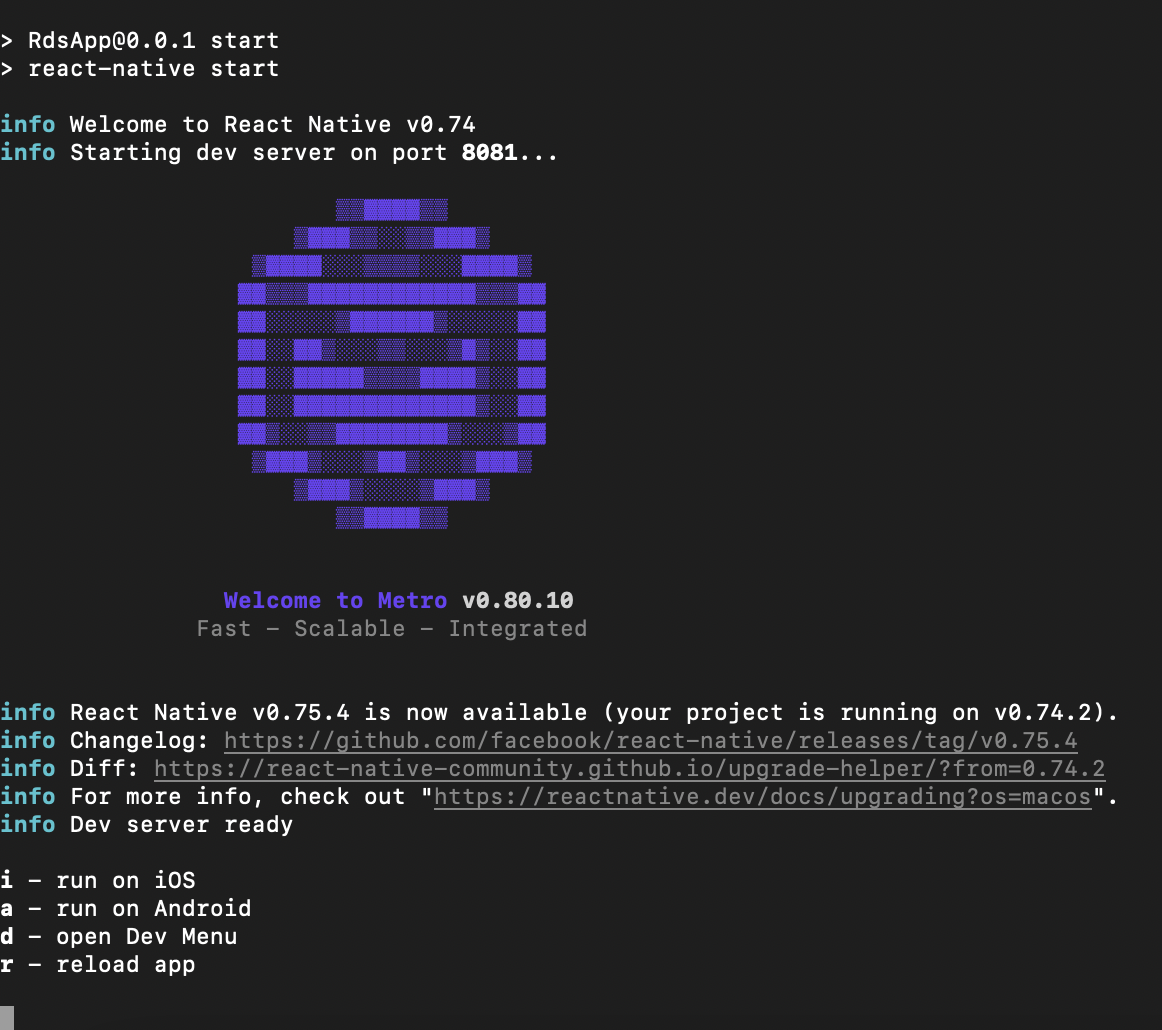 > RdsApp@0.0.1 start
> react-native start
info Welcome to React Native v0.74
info Starting dev server on port 8081...
Welcome to Metro v0.80.10
Fast - Scalable - Integrated
info React Native v0.75.4 is now available (your project is running on v0.74.2).
info Changelog: https://github.com/facebook/react-native/releases/tag/v0.75.4
info Diff: https://react-native-community.github.io/upgrade-helper/?from=0.74.2
info For more info, check out "https://reactnative.dev/docs/upgrading?os=macos".
info Dev server ready
i - run on iOS
a - run on Android
d - open Dev Menu
r - reload app